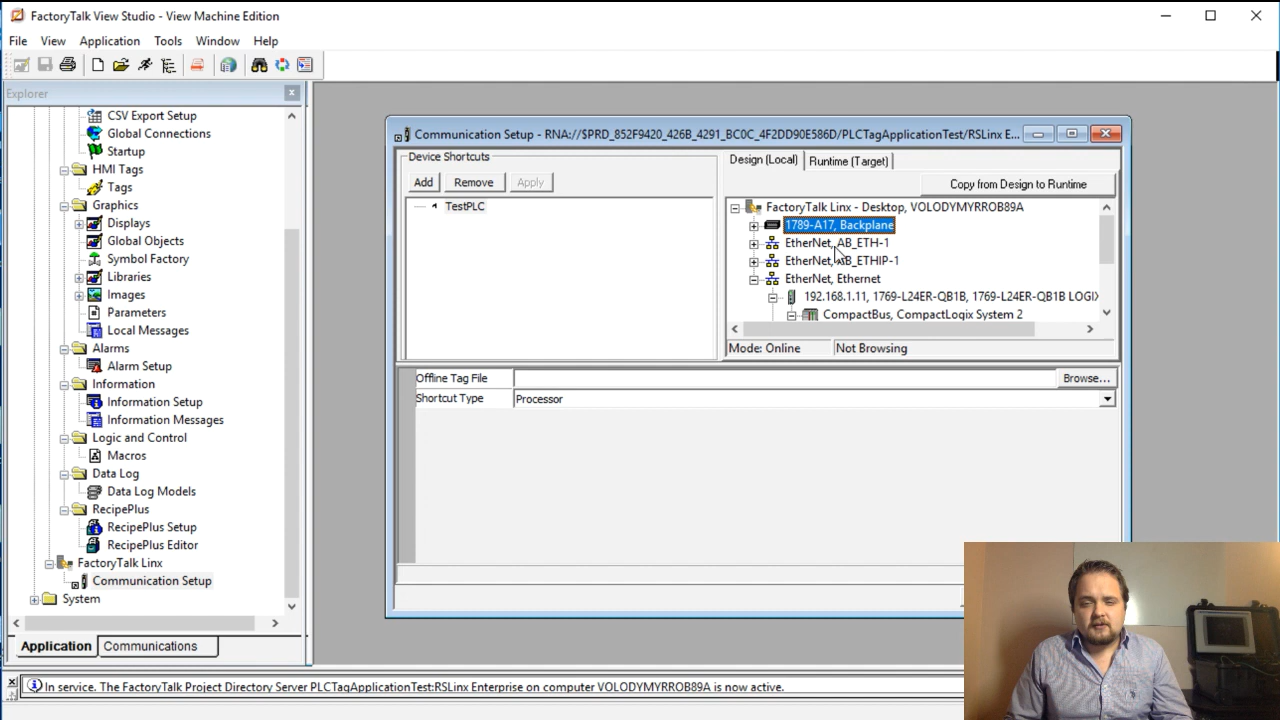 FactoryTalk View Studio - View Machine Edition
File View Application Tools Window Help
Explorer
CSV Export Setup
Global Connections
Startup
HMI Tags
Tags
Graphics
Displays
Global Objects
Symbol Factory
Libraries
Images
Parameters
Local Messages
Alarms
Alarm Setup
Information
Information Setup
Information Messages
Logic and Control
Macros
Data Log
Data Log Models
RecipePlus
RecipePlus Setup
RecipePlus Editor
FactoryTalk Linx
Communication Setup
System
Application Communications
Communication Setup - RNA://$PRD_852F9420_426B_4291_BC0C_4F2DD90E586D/PLCTagApplicationTest/RSLinx E...
Device Shortcuts
Add Remove Apply
TestPLC
Design (Local) Runtime (Target)
Copy from Design to Runtime
FactoryTalk Linx - Desktop, VOLODYMYRROB89A
1789-A17, Backplane
EtherNet, AB_ETH-1
EtherNet, AB_ETHIP-1
EtherNet, Ethernet
192.168.1.11, 1769-L24ER-QB1B, 1769-L24ER-QB1B LOGIX
CompactBus, CompactLogix System 2
Mode: Online Not Browsing
Offline Tag File Browse...
Shortcut Type Processor
In service. The FactoryTalk Project Directory Server PLCTagApplicationTest:RSLinx Enterprise on computer VOLODYMYRROB89A is now active.